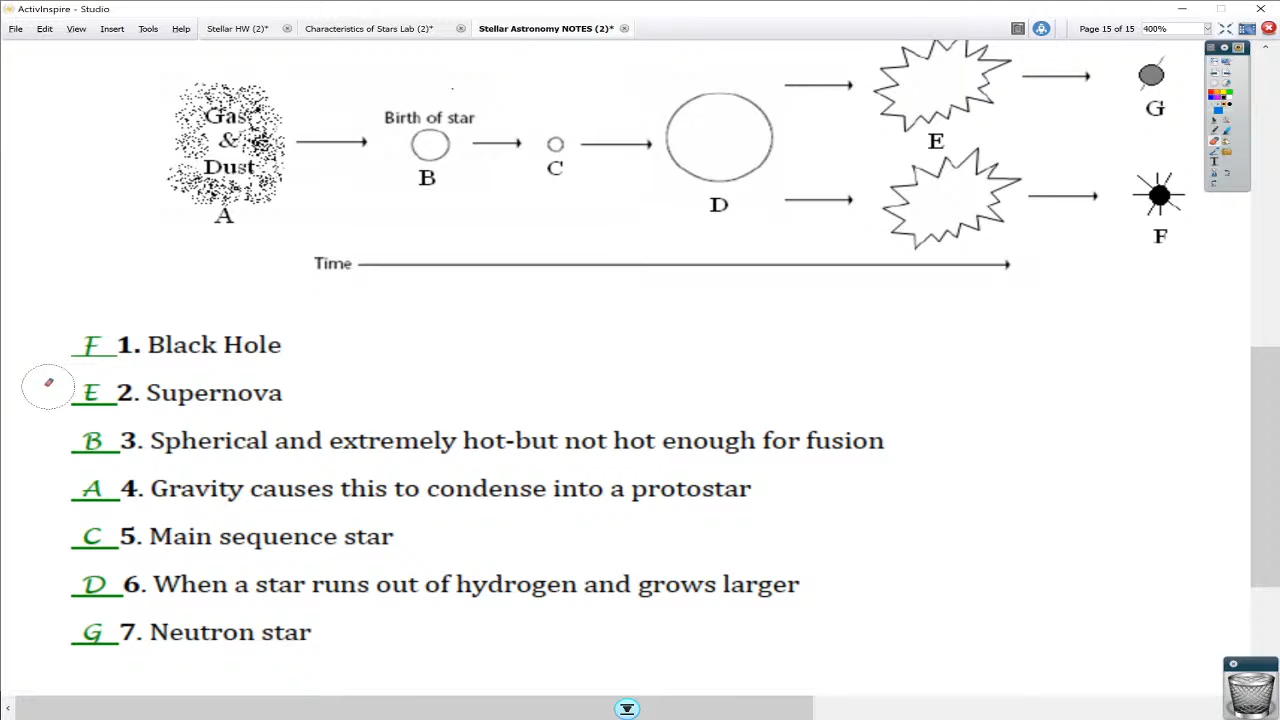 ActivInspire - Studio
File Edit View Insert Tools Help Stellar HW (2)* Characteristics of Stars Lab (2)* Stellar Astronomy NOTES (2)* Page 15 of 15 400%
Gas
&
Dust
A
Birth of star
B
C
D
E
G
F
Time
F 1. Black Hole
E 2. Supernova
B 3. Spherical and extremely hot-but not hot enough for fusion
A 4. Gravity causes this to condense into a protostar
C 5. Main sequence star
D 6. When a star runs out of hydrogen and grows larger
G 7. Neutron star